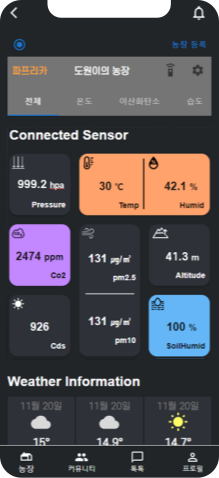 농장 등록
파프리카 도원이의 농장
전체 온도 이산화탄소 습도
Connected Sensor
999.2 hpa
Pressure
30 ℃
Temp
42.1 %
Humid
2474 ppm
Co2
131 μg/㎥
pm2.5
41.3 m
Altitude
926
Cds
131 μg/㎥
pm10
100 %
SoilHumid
Weather Information
11월 20일 11월 20일 11월 20일
15° 14.9° 14.7°
농장 커뮤니티 톡톡 프로필